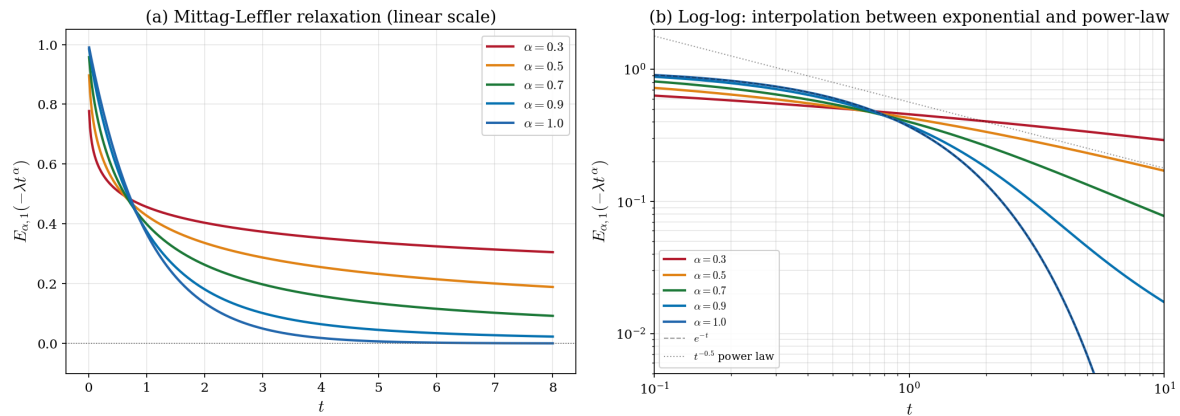 (a) Mittag-Leffler relaxation (linear scale)
1.0
0.8
0.6
0.4
0.2
0.0
E_{α,1}(−λt^α)
0 1 2 3 4 5 6 7 8
t
α = 0.3
α = 0.5
α = 0.7
α = 0.9
α = 1.0
(b) Log-log: interpolation between exponential and power-law
10^0
10^{−1}
10^{−2}
E_{α,1}(−λt^α)
10^{−1} 10^0 10^1
t
α = 0.3
α = 0.5
α = 0.7
α = 0.9
α = 1.0
e^{−t}
t^{−0.5} power law